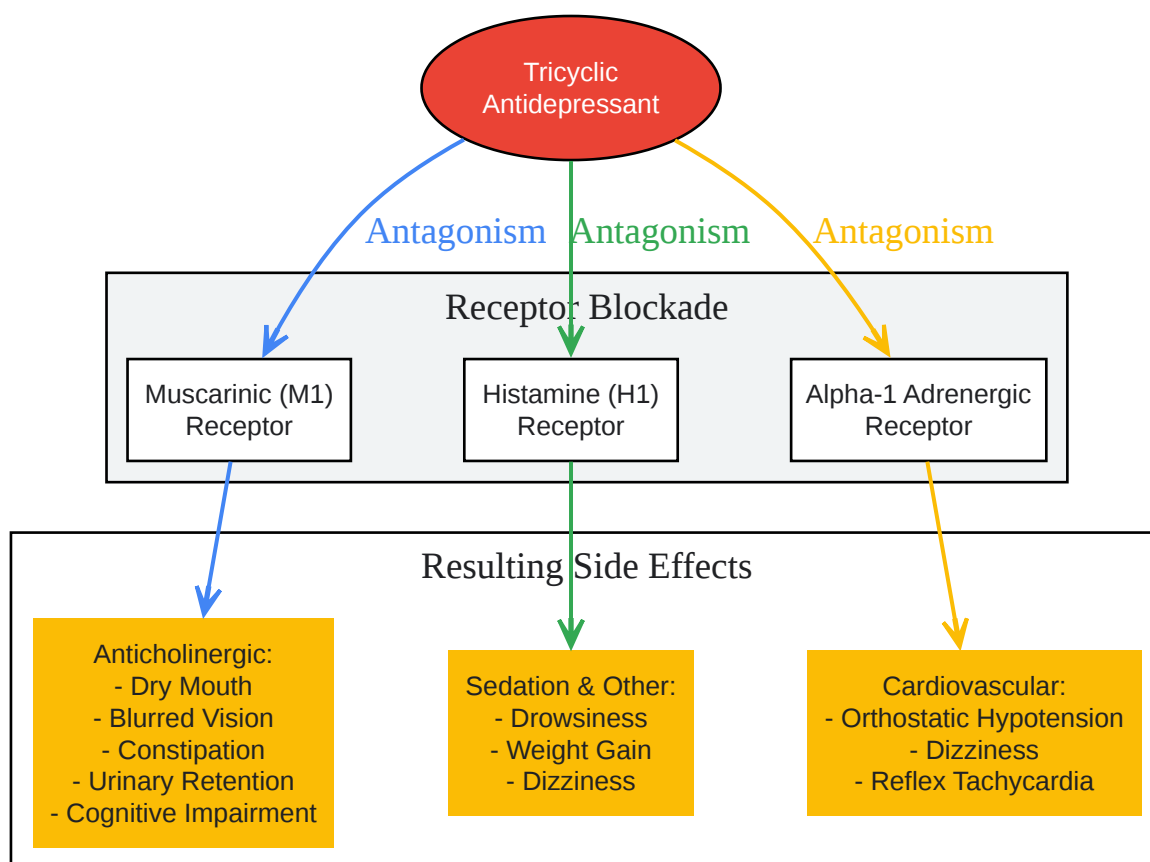 Tricyclic
Antidepressant
Antagonism
Antagonism
Antagonism
Receptor Blockade
Muscarinic (M1)
Receptor
Histamine (H1)
Receptor
Alpha-1 Adrenergic
Receptor
Resulting Side Effects
Anticholinergic:
- Dry Mouth
- Blurred Vision
- Constipation
- Urinary Retention
- Cognitive Impairment
Sedation & Other:
- Drowsiness
- Weight Gain
- Dizziness
Cardiovascular:
- Orthostatic Hypotension
- Dizziness
- Reflex Tachycardia